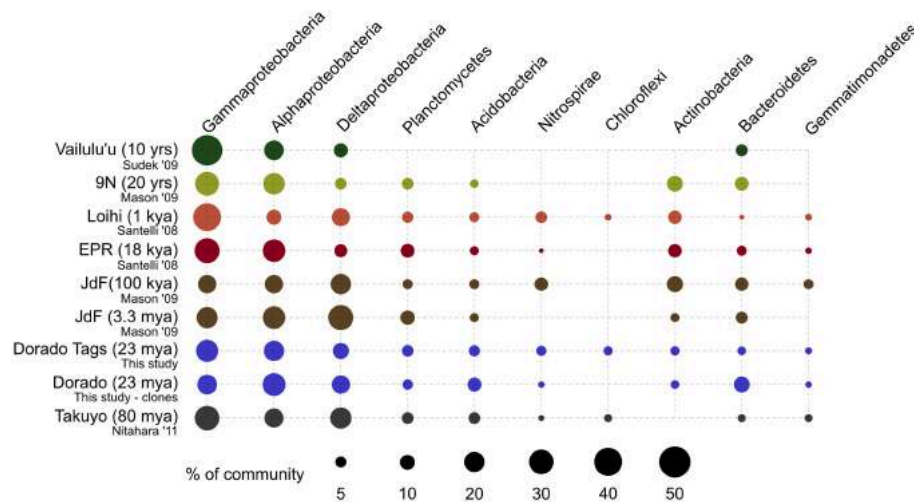 Gammaproteobacteria
Alphaproteobacteria
Deltaproteobacteria
Planctomycetes
Acidobacteria
Nitrospirae
Chloroflexi
Actinobacteria
Bacteroidetes
Gemmatimonadetes
Vailulu'u (10 yrs)
Sudek '09
9N (20 yrs)
Mason '09
Loihi (1 kya)
Santelli '08
EPR (18 kya)
Santelli '08
JdF(100 kya)
Mason '09
JdF (3.3 mya)
Mason '09
Dorado Tags (23 mya)
This study
Dorado (23 mya)
This study - clones
Takuyo (80 mya)
Nitahara '11
% of community
5 10 20 30 40 50